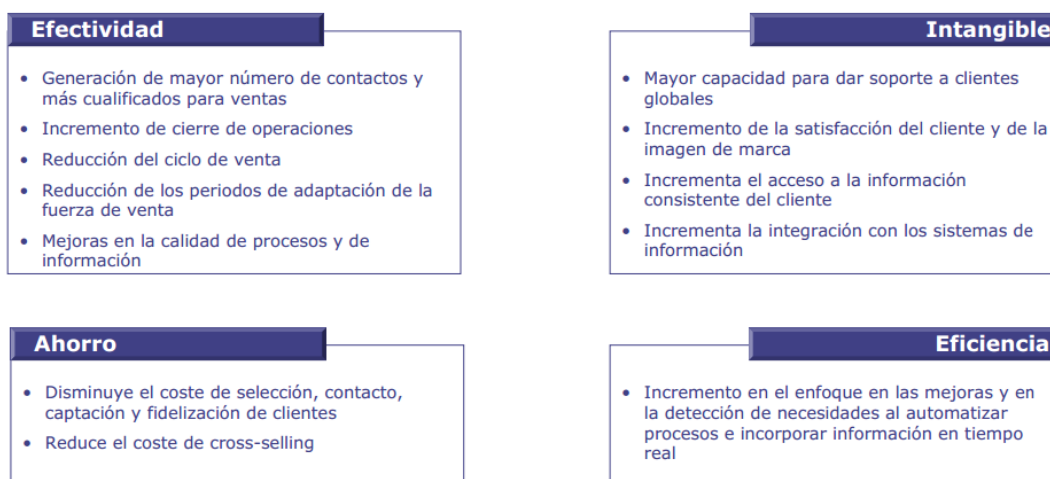 Efectividad
• Generación de mayor número de contactos y
más cualificados para ventas
• Incremento de cierre de operaciones
• Reducción del ciclo de venta
• Reducción de los periodos de adaptación de la
fuerza de venta
• Mejoras en la calidad de procesos y de
información
Intangible
• Mayor capacidad para dar soporte a clientes
globales
• Incremento de la satisfacción del cliente y de la
imagen de marca
• Incrementa el acceso a la información
consistente del cliente
• Incrementa la integración con los sistemas de
información
Ahorro
• Disminuye el coste de selección, contacto,
captación y fidelización de clientes
• Reduce el coste de cross-selling
Eficiencia
• Incremento en el enfoque en las mejoras y en
la detección de necesidades al automatizar
procesos e incorporar información en tiempo
real